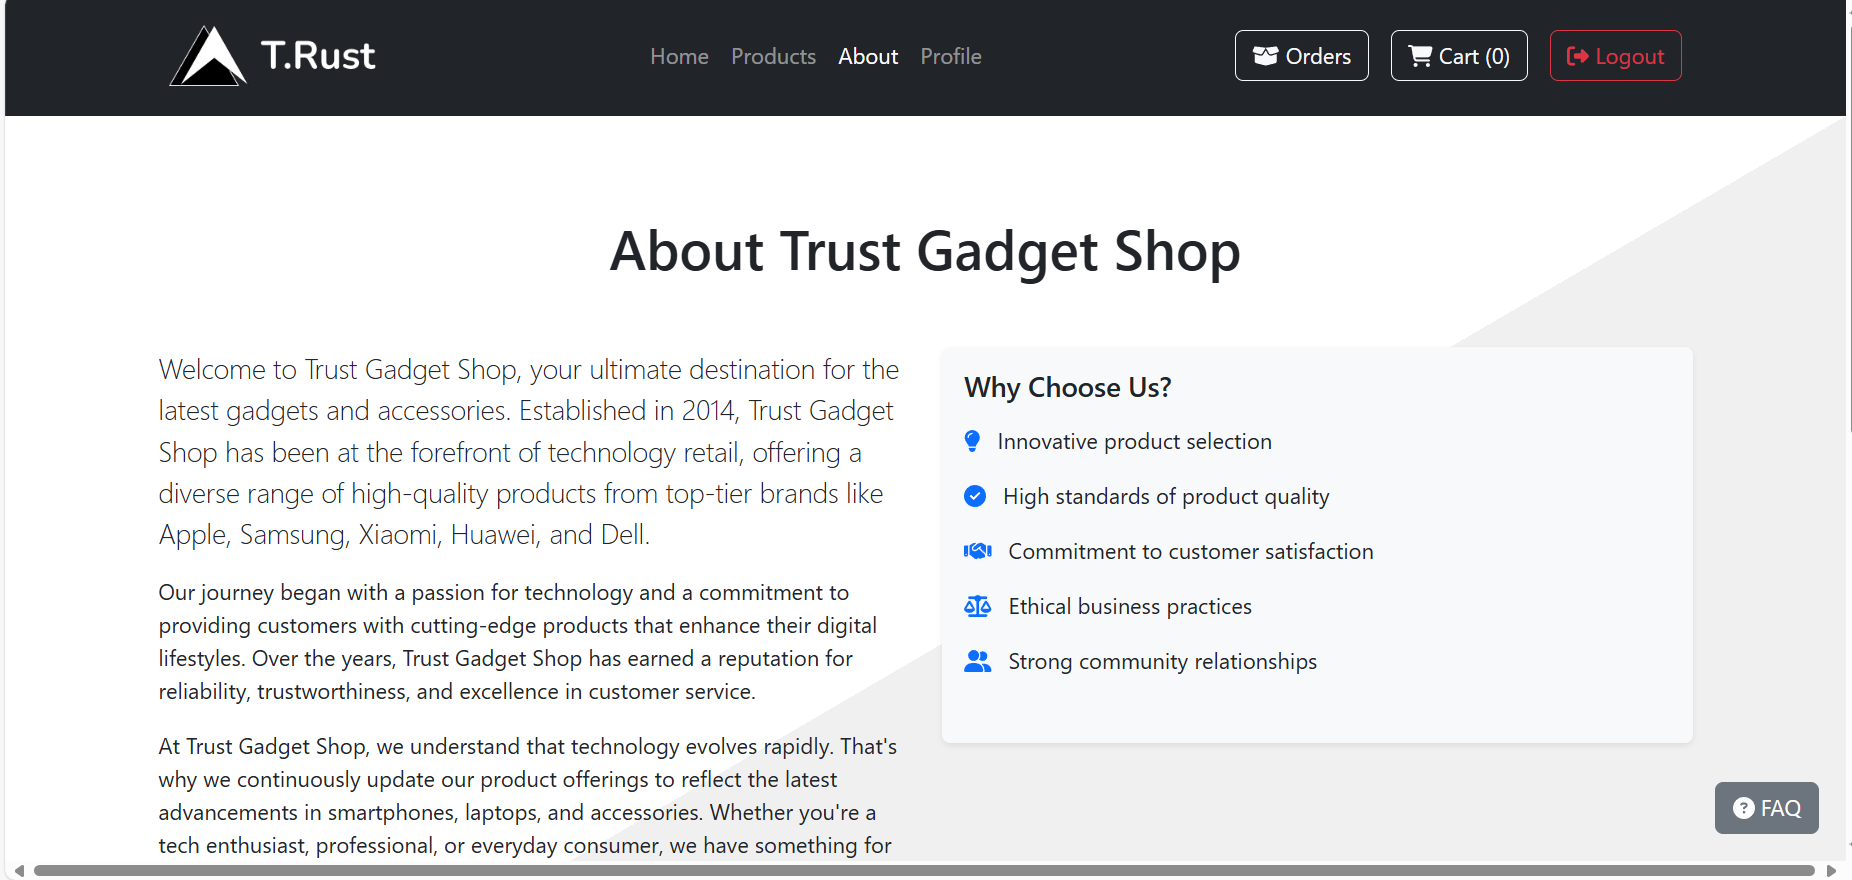 T.Rust
Home Products About Profile
Orders Cart (0) Logout
About Trust Gadget Shop
Welcome to Trust Gadget Shop, your ultimate destination for the
latest gadgets and accessories. Established in 2014, Trust Gadget
Shop has been at the forefront of technology retail, offering a
diverse range of high-quality products from top-tier brands like
Apple, Samsung, Xiaomi, Huawei, and Dell.
Our journey began with a passion for technology and a commitment to
providing customers with cutting-edge products that enhance their digital
lifestyles. Over the years, Trust Gadget Shop has earned a reputation for
reliability, trustworthiness, and excellence in customer service.
At Trust Gadget Shop, we understand that technology evolves rapidly. That's
why we continuously update our product offerings to reflect the latest
advancements in smartphones, laptops, and accessories. Whether you're a
tech enthusiast, professional, or everyday consumer, we have something for
Why Choose Us?
Innovative product selection
High standards of product quality
Commitment to customer satisfaction
Ethical business practices
Strong community relationships
FAQ